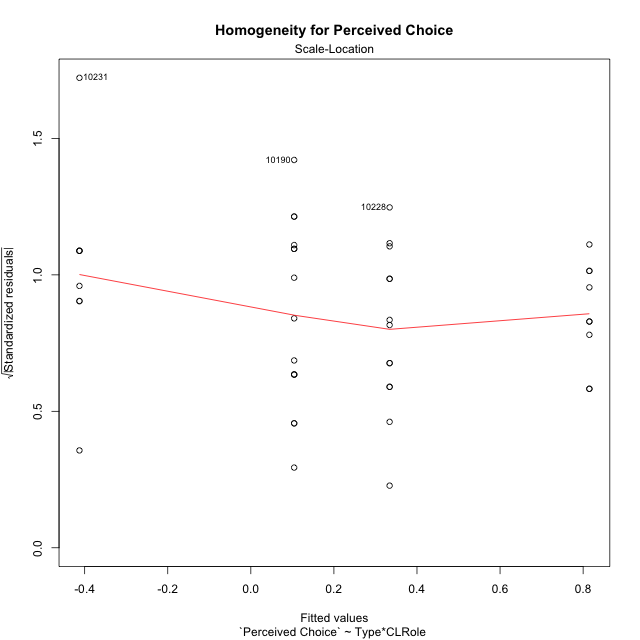 Homogeneity for Perceived Choice
Scale-Location
10231
10190
10228
1.5
1.0
0.5
0.0
√|Standardized residuals|
-0.4 -0.2 0.0 0.2 0.4 0.6 0.8
Fitted values
`Perceived Choice` ~ Type*CLRole